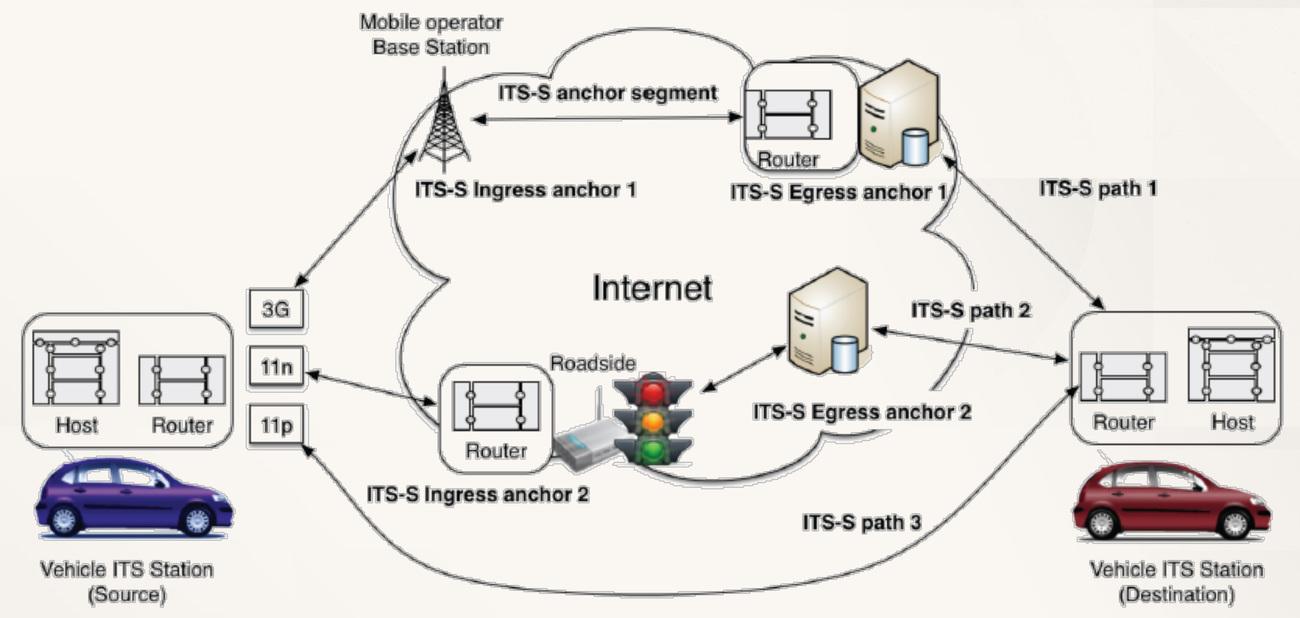 Mobile operator
Base Station
ITS-S anchor segment
Router
ITS-S Ingress anchor 1
ITS-S Egress anchor 1
ITS-S path 1
Internet
3G
11n
11p
Host
Router
Vehicle ITS Station
(Source)
Roadside
Router
ITS-S Ingress anchor 2
ITS-S path 2
ITS-S Egress anchor 2
ITS-S path 3
Router
Host
Vehicle ITS Station
(Destination)